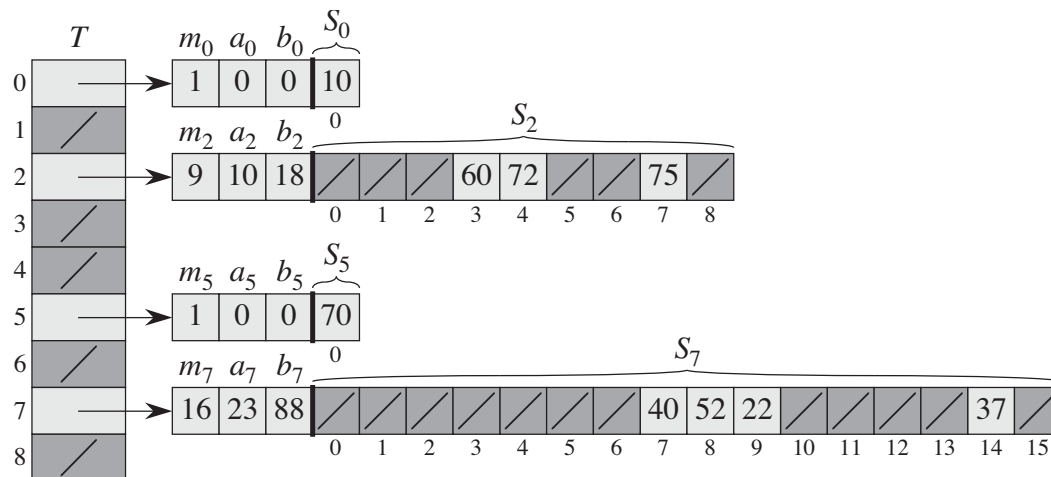 T
m0 a0 b0 S0
0 1 0 0 10
0
1
m2 a2 b2 S2
2 9 10 18 60 72 75
0 1 2 3 4 5 6 7 8
3
4
m5 a5 b5 S5
5 1 0 0 70
0
6
m7 a7 b7 S7
7 16 23 88 40 52 22 37
0 1 2 3 4 5 6 7 8 9 10 11 12 13 14 15
8